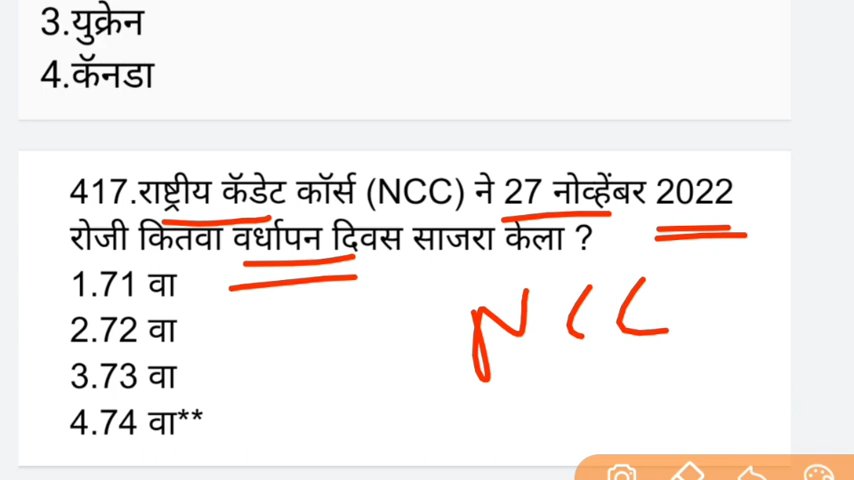 3.युक्रेन
4.कॅनडा
417.राष्ट्रीय कॅडेट कॉर्स (NCC) ने 27 नोव्हेंबर 2022
रोजी कितवा वर्धापन दिवस साजरा केला ?
1.71 वा
2.72 वा
NCC
3.73 वा
4.74 वा**